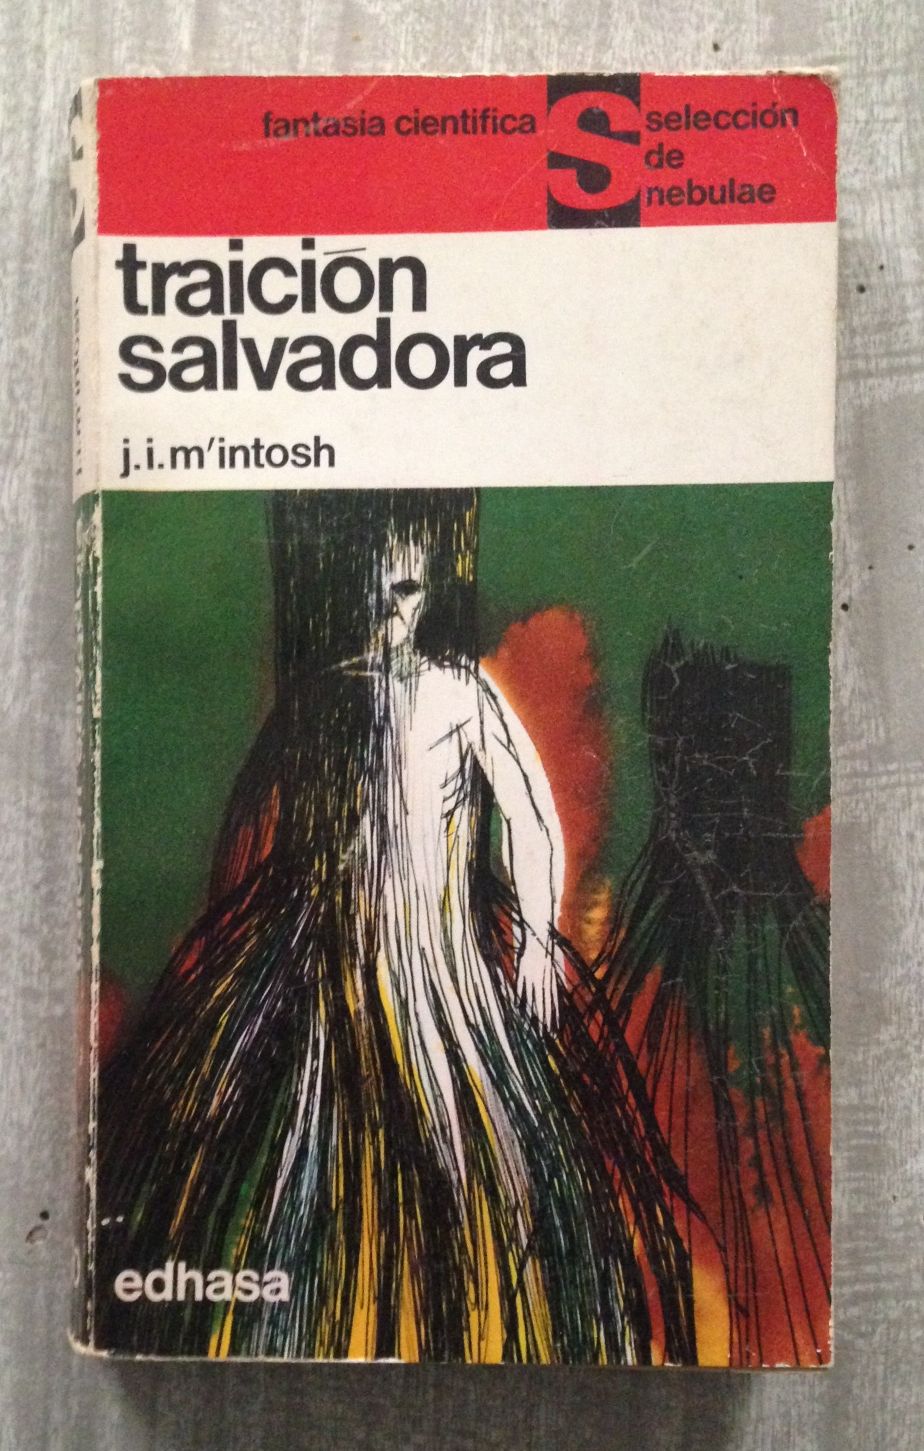 fantasia cientifica
S
selección
de
nebulae
traición
salvadora
j.i.m'intosh
edhasa